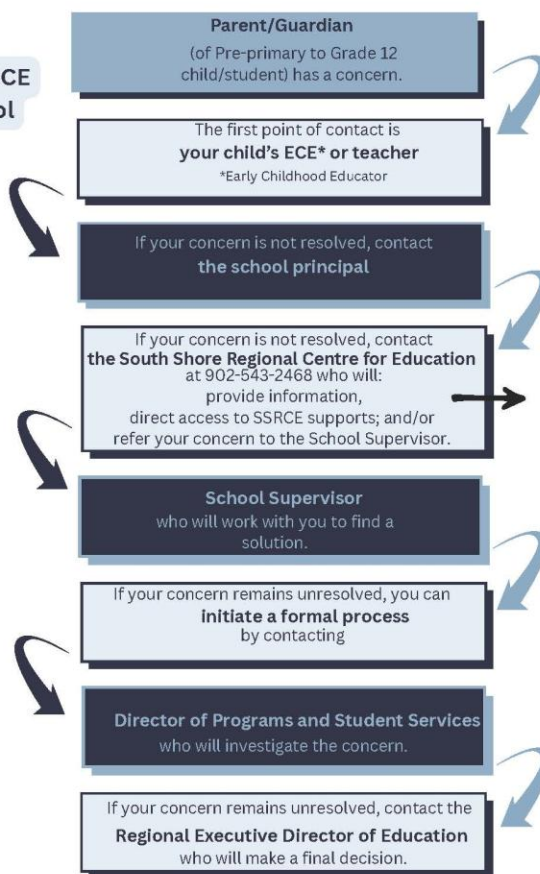 CE
ol
Parent/Guardian
(of Pre-primary to Grade 12
child/student) has a concern.
The first point of contact is
your child's ECE* or teacher
*Early Childhood Educator
If your concern is not resolved, contact
the school principal
If your concern is not resolved, contact
the South Shore Regional Centre for Education
at 902-543-2468 who will:
provide information,
direct access to SSRCE supports; and/or
refer your concern to the School Supervisor.
School Supervisor
who will work with you to find a
solution.
If your concern remains unresolved, you can
initiate a formal process
by contacting
Director of Programs and Student Services
who will investigate the concern.
If your concern remains unresolved, contact the
Regional Executive Director of Education
who will make a final decision.